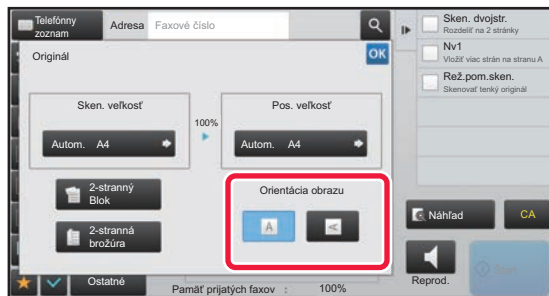 Telefónny
zoznam
Adresa
Faxové číslo
Originál
OK
Sken. veľkosť
Autom. A4
100%
Pos. veľkosť
Autom. A4
2-stranný
Blok
2-stranná
brožúra
Orientácia obrazu
A
A
Ostatné
Pamäť prijatých faxov : 100%
Sken. dvojstr.
Rozdeliť na 2 stránky
Nv1
Vložiť viac strán na stranu A
Rež.pom.sken.
Skenovať tenký originál
Náhľad
CA
Reprod.
Štart